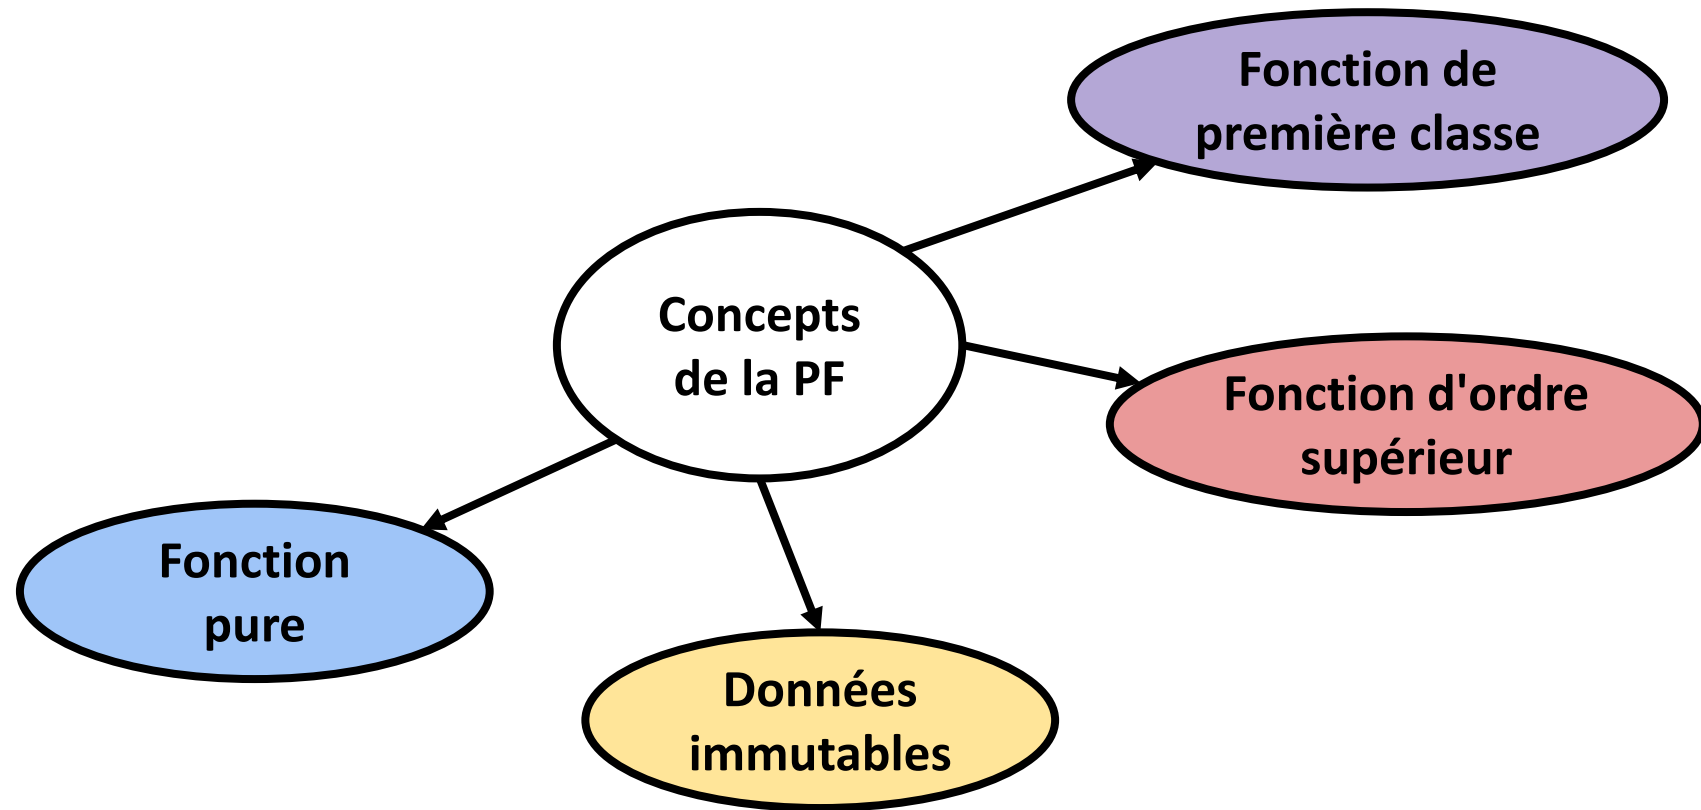 Fonction de
première classe
Concepts
de la PF
Fonction d'ordre
supérieur
Fonction
pure
Données
immutables